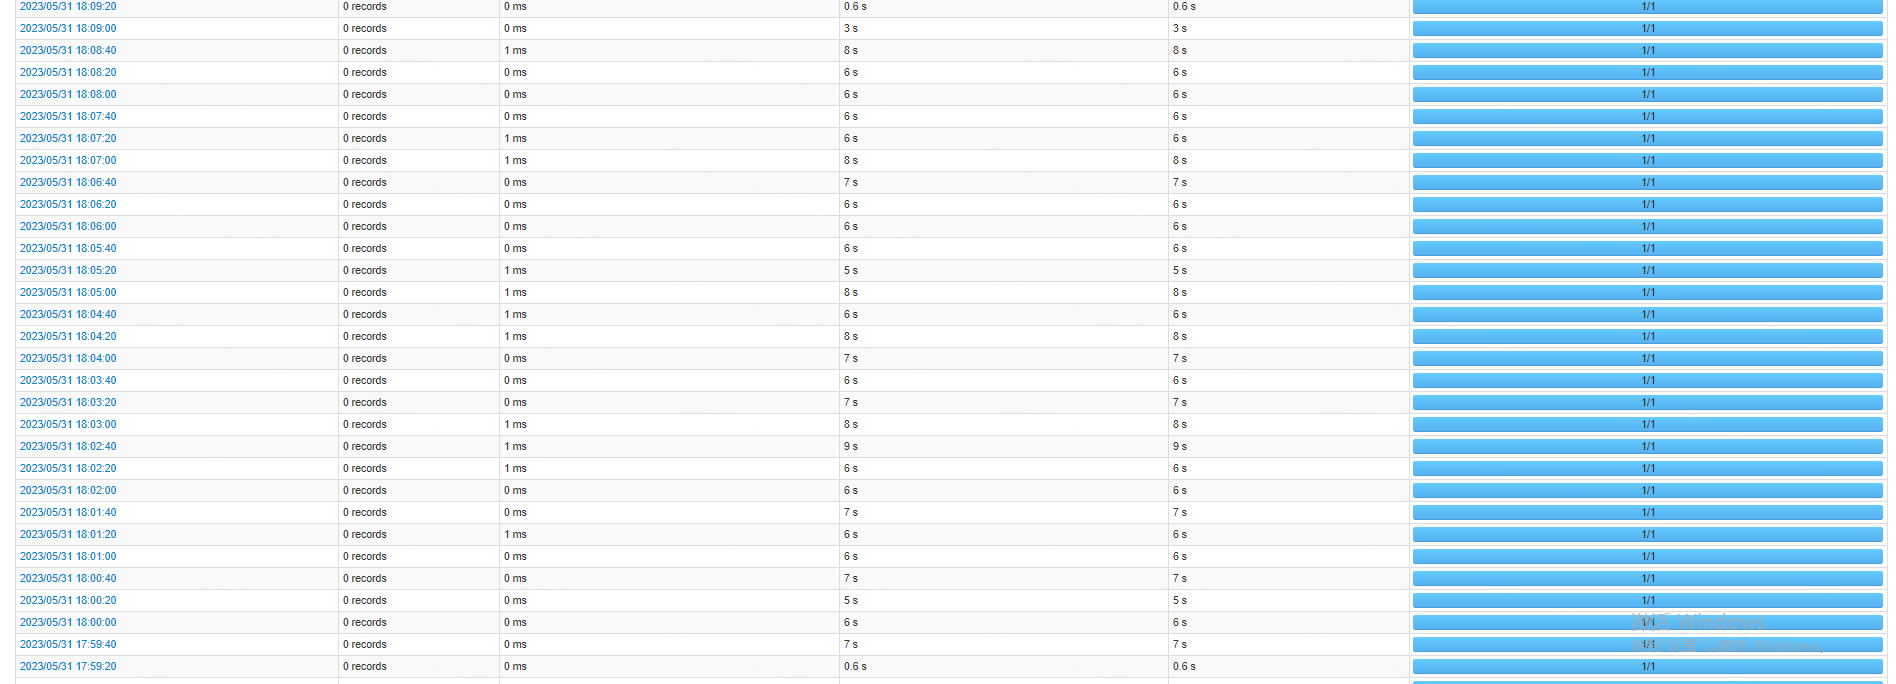 2023/05/31 18:09:20 0 records 0 ms 0.6 s 0.6 s 1/1
2023/05/31 18:09:00 0 records 0 ms 3 s 3 s 1/1
2023/05/31 18:08:40 0 records 1 ms 8 s 8 s 1/1
2023/05/31 18:08:20 0 records 0 ms 6 s 6 s 1/1
2023/05/31 18:08:00 0 records 0 ms 6 s 6 s 1/1
2023/05/31 18:07:40 0 records 0 ms 6 s 6 s 1/1
2023/05/31 18:07:20 0 records 1 ms 6 s 6 s 1/1
2023/05/31 18:07:00 0 records 1 ms 8 s 8 s 1/1
2023/05/31 18:06:40 0 records 0 ms 7 s 7 s 1/1
2023/05/31 18:06:20 0 records 0 ms 6 s 6 s 1/1
2023/05/31 18:06:00 0 records 0 ms 6 s 6 s 1/1
2023/05/31 18:05:40 0 records 0 ms 6 s 6 s 1/1
2023/05/31 18:05:20 0 records 1 ms 5 s 5 s 1/1
2023/05/31 18:05:00 0 records 1 ms 8 s 8 s 1/1
2023/05/31 18:04:40 0 records 1 ms 6 s 6 s 1/1
2023/05/31 18:04:20 0 records 1 ms 8 s 8 s 1/1
2023/05/31 18:04:00 0 records 0 ms 7 s 7 s 1/1
2023/05/31 18:03:40 0 records 0 ms 6 s 6 s 1/1
2023/05/31 18:03:20 0 records 0 ms 7 s 7 s 1/1
2023/05/31 18:03:00 0 records 1 ms 8 s 8 s 1/1
2023/05/31 18:02:40 0 records 1 ms 9 s 9 s 1/1
2023/05/31 18:02:20 0 records 1 ms 6 s 6 s 1/1
2023/05/31 18:02:00 0 records 0 ms 6 s 6 s 1/1
2023/05/31 18:01:40 0 records 0 ms 7 s 7 s 1/1
2023/05/31 18:01:20 0 records 1 ms 6 s 6 s 1/1
2023/05/31 18:01:00 0 records 0 ms 6 s 6 s 1/1
2023/05/31 18:00:40 0 records 0 ms 7 s 7 s 1/1
2023/05/31 18:00:20 0 records 0 ms 5 s 5 s 1/1
2023/05/31 18:00:00 0 records 0 ms 6 s 6 s 1/1
Windows
2023/05/31 17:59:40 0 records 0 ms 7 s 7 s 1/1
2023/05/31 17:59:20 0 records 0 ms 0.6 s 0.6 s 1/1